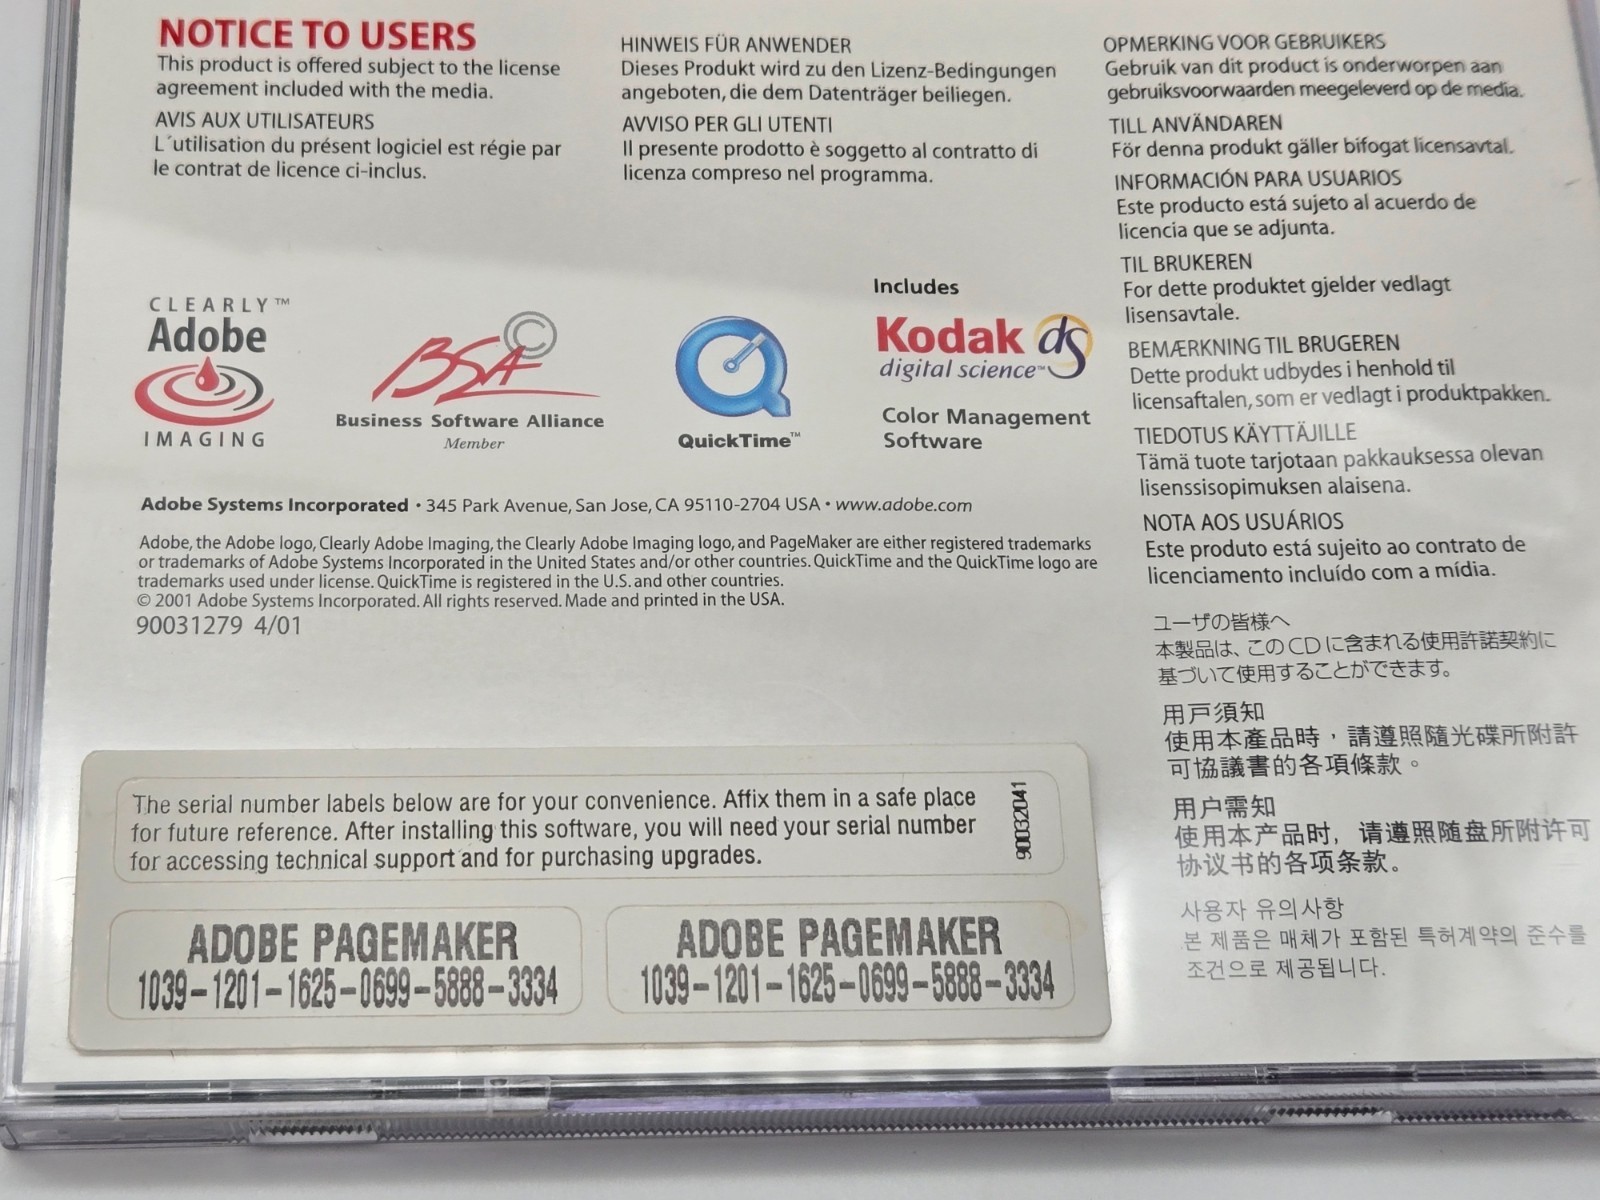 NOTICE TO USERS
This product is offered subject to the license
agreement included with the media.
AVIS AUX UTILISATEURS
L´utilisation du présent logiciel est régie par
le contrat de licence ci-inclus.
HINWEIS FÜR ANWENDER
Dieses Produkt wird zu den Lizenz-Bedingungen
angeboten, die dem Datenträger beiliegen.
AVVISO PER GLI UTENTI
Il presente prodotto è soggetto al contratto di
licenza compreso nel programma.
OPMERKING VOOR GEBRUIKERS
Gebruik van dit product is onderworpen aan
gebruiksvoorwaarden meegeleverd op de media.
TILL ANVÄNDAREN
För denna produkt gäller bifogat licensavtal.
INFORMACIÓN PARA USUARIOS
Este producto está sujeto al acuerdo de
licencia que se adjunta.
TIL BRUKEREN
For dette produktet gjelder vedlagt
lisensavtale.
BEMÆRKNING TIL BRUGEREN
Dette produkt udbydes i henhold til
licensaftalen, som er vedlagt i produktpakken.
TIEDOTUS KÄYTTÄJILLE
Tämä tuote tarjotaan pakkauksessa olevan
lisenssisopimuksen alaisena.
NOTA AOS USUÁRIOS
Este produto está sujeito ao contrato de
licenciamento incluído com a mídia.
ユーザの皆様へ
本製品は、このCDに含まれる使用許諾契約に
基づいて使用することができます。
用戸須知
使用本產品時，請遵照隨光碟所附許
可協議書的各項條款。
用户需知
使用本产品时，请遵照随盘所附许可
协议书的各项条款。
사용자 유의사항
본 제품은 매체가 포함된 특허계약의 준수를
조건으로 제공됩니다.
CLEARLY™
Adobe
IMAGING
BSA ©
Business Software Alliance
Member
QuickTime™
Includes
Kodak ds
digital science™
Color Management
Software
Adobe Systems Incorporated • 345 Park Avenue, San Jose, CA 95110-2704 USA • www.adobe.com
Adobe, the Adobe logo, Clearly Adobe Imaging, the Clearly Adobe Imaging logo, and PageMaker are either registered trademarks
or trademarks of Adobe Systems Incorporated in the United States and/or other countries. QuickTime and the QuickTime logo are
trademarks used under license. QuickTime is registered in the U.S. and other countries.
© 2001 Adobe Systems Incorporated. All rights reserved. Made and printed in the USA.
90031279 4/01
The serial number labels below are for your convenience. Affix them in a safe place
for future reference. After installing this software, you will need your serial number
for accessing technical support and for purchasing upgrades.
90032041
ADOBE PAGEMAKER
1039-1201-1625-0699-5888-3334
ADOBE PAGEMAKER
1039-1201-1625-0699-5888-3334